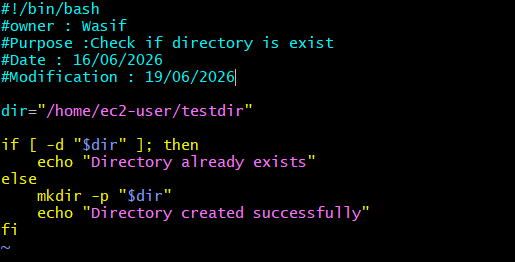 #!/bin/bash
#owner : Wasif
#Purpose :Check if directory is exist
#Date : 16/06/2026
#Modification : 19/06/2026

dir="/home/ec2-user/testdir"

if [ -d "$dir" ]; then
    echo "Directory already exists"
else
    mkdir -p "$dir"
    echo "Directory created successfully"
fi
~